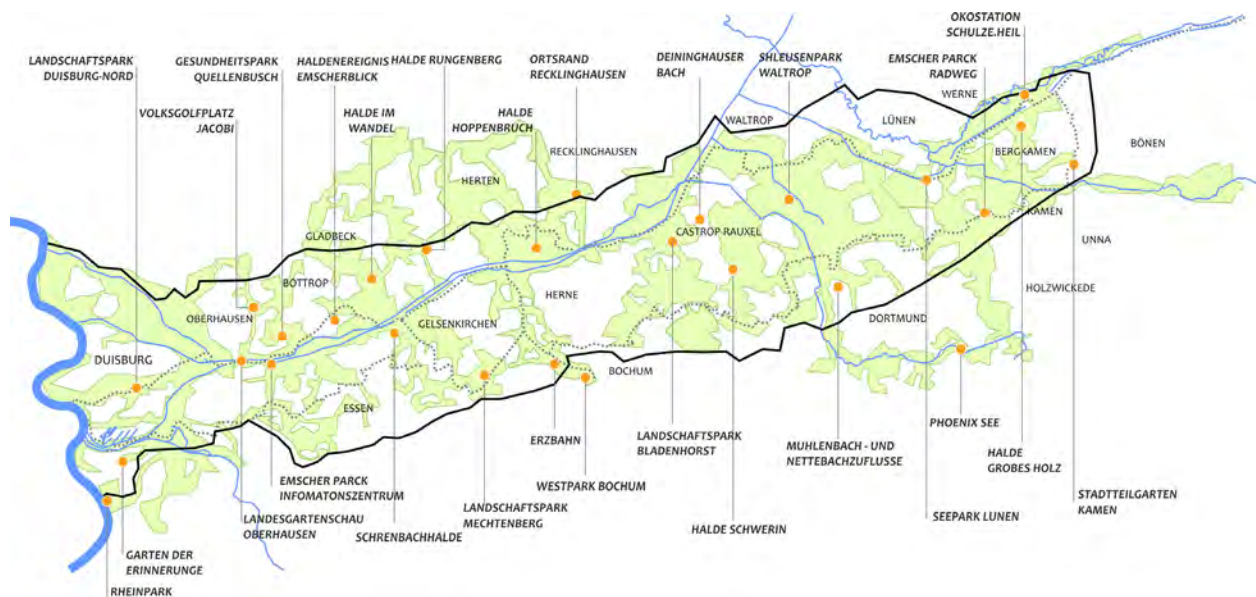 OKOSTATION
SCHULZE.HEIL
LANDSCHAFTSPARK
DUISBURG-NORD
GESUNDHEITSPARK
QUELLENBUSCH
HALDENEREIGNIS
EMSCHERBLICK
HALDE RUNGENBERG
ORTSRAND
RECKLINGHAUSEN
DEININGHAUSER
BACH
SHLEUSENPARK
WALTROP
EMSCHER PARCK
RADWEG
VOLKSGOLFPLATZ
JACOBI
HALDE IM
WANDEL
HALDE
HOPPENBRUCH
WERNE
WALTROP
LÜNEN
BERGKAMEN
BÖNEN
RECKLINGHAUSEN
HERTEN
KAMEN
UNNA
GLADBECK
CASTROP RAUXEL
BOTTROP
HOLZWICKEDE
HERNE
OBERHAUSEN
GELSENKIRCHEN
DORTMUND
DUISBURG
BOCHUM
ESSEN
ERZBAHN
LANDSCHAFTSPARK
BLADENHORST
MUHLENBACH - UND
NETTEBACHZUFLUSSE
PHOENIX SEE
HALDE
GROBES HOLZ
EMSCHER PARCK
INFOMATONSZENTRUM
WESTPARK BOCHUM
LANDSCHAFTSPARK
MECHTENBERG
STADTTEILGARTEN
KAMEN
LANDESGARTENSCHAU
OBERHAUSEN
SCHRENBACHHALDE
HALDE SCHWERIN
SEEPARK LUNEN
GARTEN DER
ERINNERUNGE
RHEINPARK